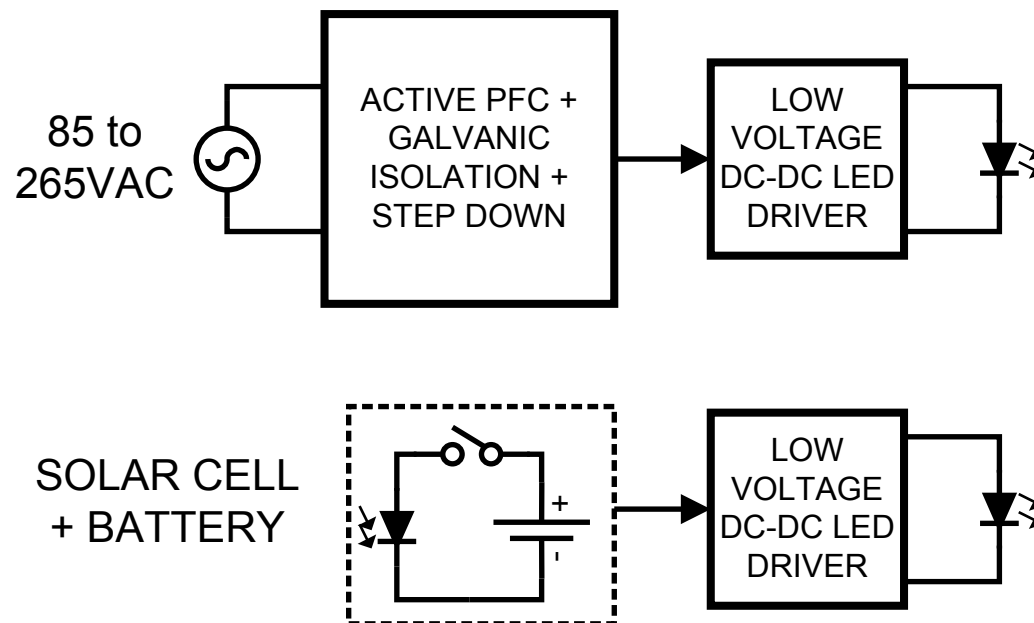 85 to
265VAC
ACTIVE PFC +
GALVANIC
ISOLATION +
STEP DOWN
LOW
VOLTAGE
DC-DC LED
DRIVER
SOLAR CELL
+ BATTERY
+
-
LOW
VOLTAGE
DC-DC LED
DRIVER